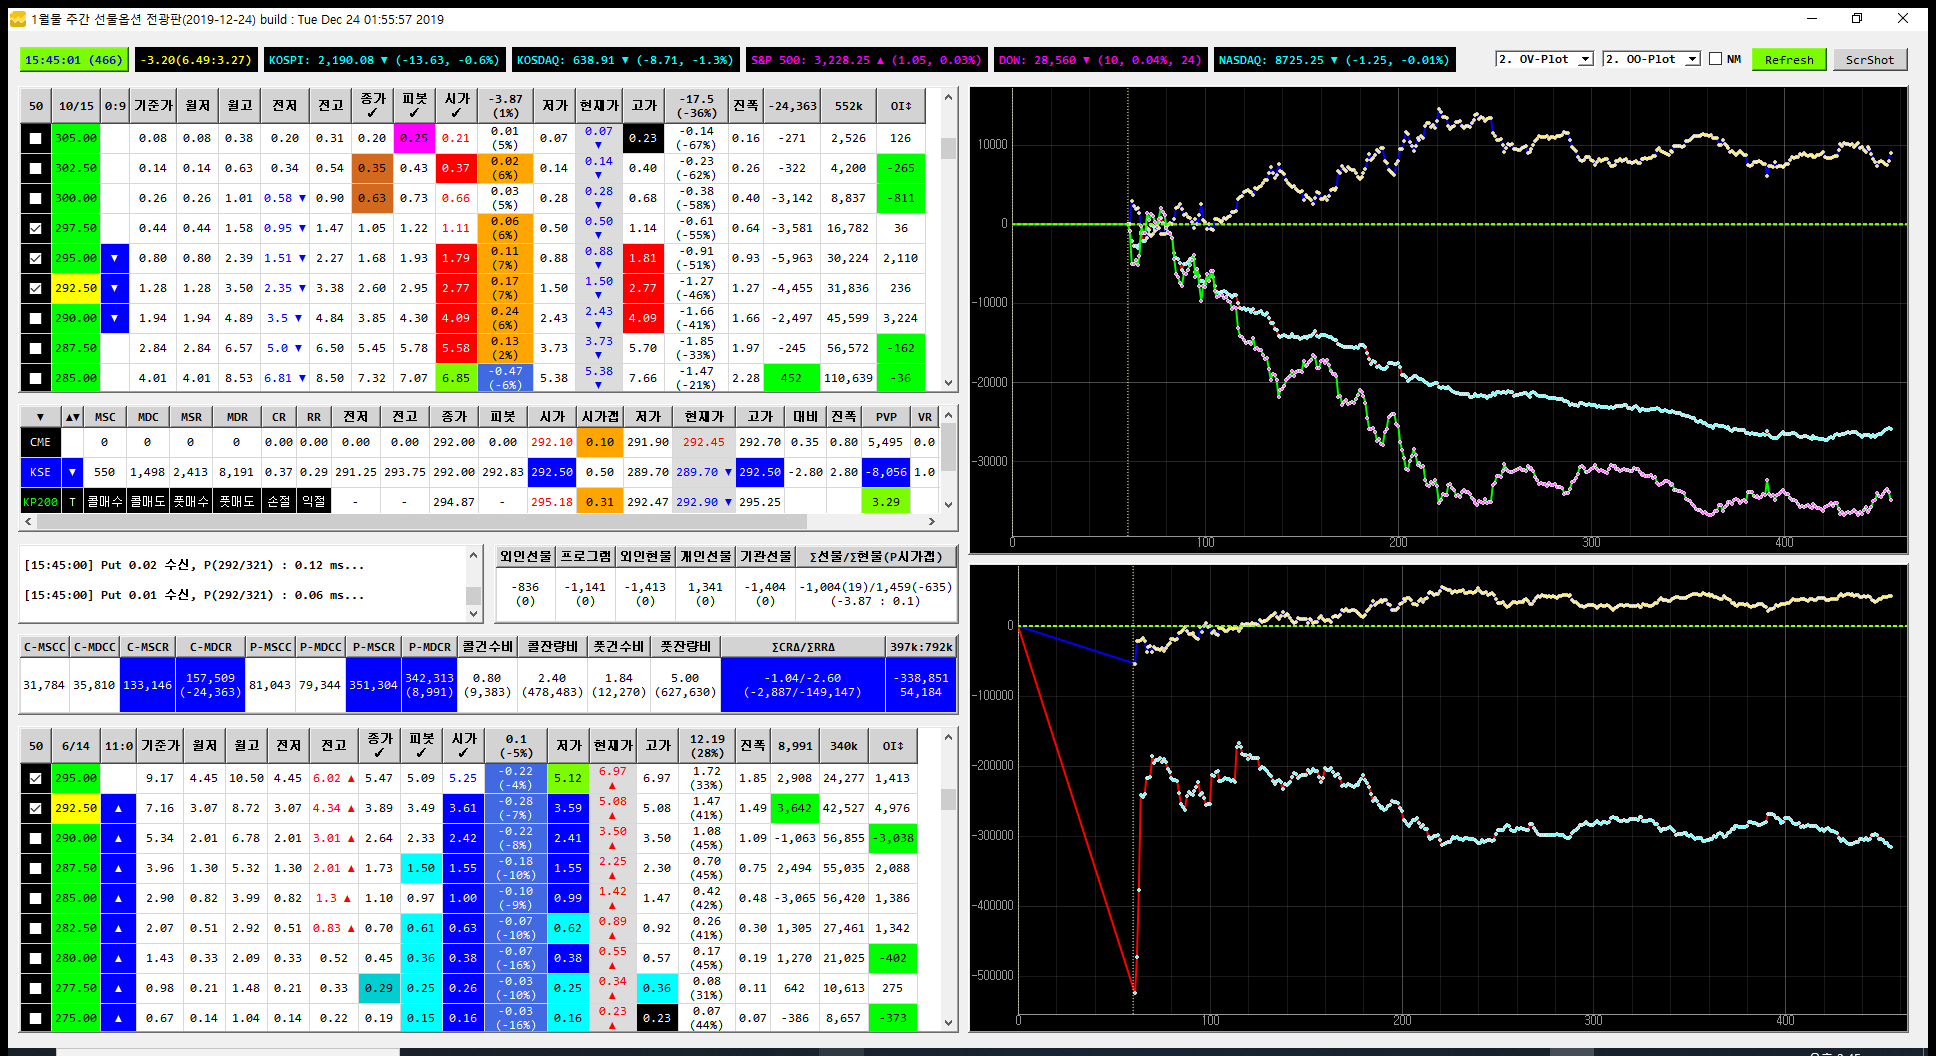 1월물 주간 선물옵션 전광판(2019-12-24) build : Tue Dec 24 01:55:57 2019
15:45:01 (466) -3.20(6.49:3.27) KOSPI: 2,190.08 ▼ (-13.63, -0.6%) KOSDAQ: 638.91 ▼ (-8.71, -1.3%) S&P 500: 3,228.25 ▲ (1.05, 0.03%) DOW: 28,560 ▼ (10, 0.04%, 24) NASDAQ: 8725.25 ▼ (-1.25, -0.01%) 2. OV-Plot 2. OO-Plot NM Refresh ScrShot
50 10/15 0:9 기준가 월저 월고 전저 전고 종가 ✓ 피봇 ✓ 시가 ✓ -3.87 (1%) 저가 현재가 고가 -17.5 (-36%) 진폭 -24,363 552k OI↕
305.00 0.08 0.08 0.38 0.20 0.31 0.20 0.25 0.21 0.01 (5%) 0.07 0.07 ▼ 0.23 -0.14 (-67%) 0.16 -271 2,526 126
302.50 0.14 0.14 0.63 0.34 0.54 0.35 0.43 0.37 0.02 (6%) 0.14 0.14 ▼ 0.40 -0.23 (-62%) 0.26 -322 4,200 -265
300.00 0.26 0.26 1.01 0.58 ▼ 0.90 0.63 0.73 0.66 0.03 (5%) 0.28 0.28 ▼ 0.68 -0.38 (-58%) 0.40 -3,142 8,837 -811
297.50 0.44 0.44 1.58 0.95 ▼ 1.47 1.05 1.22 1.11 0.06 (6%) 0.50 0.50 ▼ 1.14 -0.61 (-55%) 0.64 -3,581 16,782 36
295.00 ▼ 0.80 0.80 2.39 1.51 ▼ 2.27 1.68 1.93 1.79 0.11 (7%) 0.88 0.88 ▼ 1.81 -0.91 (-51%) 0.93 -5,963 30,224 2,110
292.50 ▼ 1.28 1.28 3.50 2.35 ▼ 3.38 2.60 2.95 2.77 0.17 (7%) 1.50 1.50 ▼ 2.77 -1.27 (-46%) 1.27 -4,455 31,836 236
290.00 ▼ 1.94 1.94 4.89 3.5 ▼ 4.84 3.85 4.30 4.09 0.24 (6%) 2.43 2.43 ▼ 4.09 -1.66 (-41%) 1.66 -2,497 45,599 3,224
287.50 2.84 2.84 6.57 5.0 ▼ 6.50 5.45 5.78 5.58 0.13 (2%) 3.73 3.73 ▼ 5.70 -1.85 (-33%) 1.97 -245 56,572 -162
285.00 4.01 4.01 8.53 6.81 ▼ 8.50 7.32 7.07 6.85 -0.47 (-6%) 5.38 5.38 ▼ 7.66 -1.47 (-21%) 2.28 452 110,639 -36
▼ ▲▼ MSC MDC MSR MDR CR RR 전저 전고 종가 피봇 시가 시가갭 저가 현재가 고가 대비 진폭 PVP VR
CME 0 0 0 0 0.00 0.00 0.00 0.00 292.00 0.00 292.10 0.10 291.90 292.45 292.70 0.35 0.80 5,495 0.0
KSE ▼ 550 1,498 2,413 8,191 0.37 0.29 291.25 293.75 292.00 292.83 292.50 0.50 289.70 289.70 ▼ 292.50 -2.80 2.80 -8,056 1.0
KP200 T 콜매수 콜매도 풋매수 풋매도 손절 익절 - - 294.87 - 295.18 0.31 292.47 292.90 ▼ 295.25 3.29
[15:45:00] Put 0.02 수신, P(292/321) : 0.12 ms...
[15:45:00] Put 0.01 수신, P(292/321) : 0.06 ms...
외인선물 프로그램 외인현물 개인선물 기관선물 Σ선물/Σ현물(P시가갭)
-836 -1,141 -1,413 1,341 -1,404 -1,004(19)/1,459(-635)
(0) (0) (0) (0) (0) (-3.87 : 0.1)
C-MSCC C-MDCC C-MSCR C-MDCR P-MSCC P-MDCC P-MSCR P-MDCR 콜건수비 콜잔량비 풋건수비 풋잔량비 ΣCRΔ/ΣRRΔ 397k:792k
31,784 35,810 133,146 157,509 (-24,363) 81,043 79,344 351,304 342,313 (8,991) 0.80 (9,383) 2.40 (478,483) 1.84 (12,270) 5.00 (627,630) -1.04/-2.60 (-2,887/-149,147) -338,851 54,184
50 6/14 11:0 기준가 월저 월고 전저 전고 종가 ✓ 피봇 ✓ 시가 ✓ 0.1 (-5%) 저가 현재가 고가 12.19 (28%) 진폭 8,991 340k OI↕
295.00 9.17 4.45 10.50 4.45 6.02 ▲ 5.47 5.09 5.25 -0.22 (-4%) 5.12 6.97 ▲ 6.97 1.72 (33%) 1.85 2,908 24,277 1,413
292.50 ▲ 7.16 3.07 8.72 3.07 4.34 ▲ 3.89 3.49 3.61 -0.28 (-7%) 3.59 5.08 ▲ 5.08 1.47 (41%) 1.49 3,642 42,527 4,976
290.00 ▲ 5.34 2.01 6.78 2.01 3.01 ▲ 2.64 2.33 2.42 -0.22 (-8%) 2.41 3.50 ▲ 3.50 1.08 (45%) 1.09 -1,063 56,855 -3,038
287.50 ▲ 3.96 1.30 5.32 1.30 2.01 ▲ 1.73 1.50 1.55 -0.18 (-10%) 1.55 2.25 ▲ 2.30 0.70 (45%) 0.75 2,494 55,035 2,088
285.00 ▲ 2.90 0.82 3.99 0.82 1.3 ▲ 1.10 0.97 1.00 -0.10 (-9%) 0.99 1.42 ▲ 1.47 0.42 (42%) 0.48 -3,065 56,420 1,386
282.50 ▲ 2.07 0.51 2.92 0.51 0.83 ▲ 0.70 0.61 0.63 -0.07 (-10%) 0.62 0.89 ▲ 0.92 0.26 (41%) 0.30 1,305 27,461 1,342
280.00 ▲ 1.43 0.33 2.09 0.33 0.52 0.45 0.36 0.38 -0.07 (-16%) 0.38 0.55 ▲ 0.57 0.17 (45%) 0.19 1,270 21,025 -402
277.50 ▲ 0.98 0.21 1.48 0.21 0.33 0.29 0.25 0.26 -0.03 (-10%) 0.25 0.34 ▲ 0.36 0.08 (31%) 0.11 642 10,613 275
275.00 ▲ 0.67 0.14 1.04 0.14 0.22 0.19 0.15 0.16 -0.03 (-16%) 0.16 0.23 ▲ 0.23 0.07 (44%) 0.07 -386 8,657 -373
10000
0
-10000
-20000
-30000
0 100 200 300 400
0
-100000
-200000
-300000
-400000
-500000
0 100 200 300 400